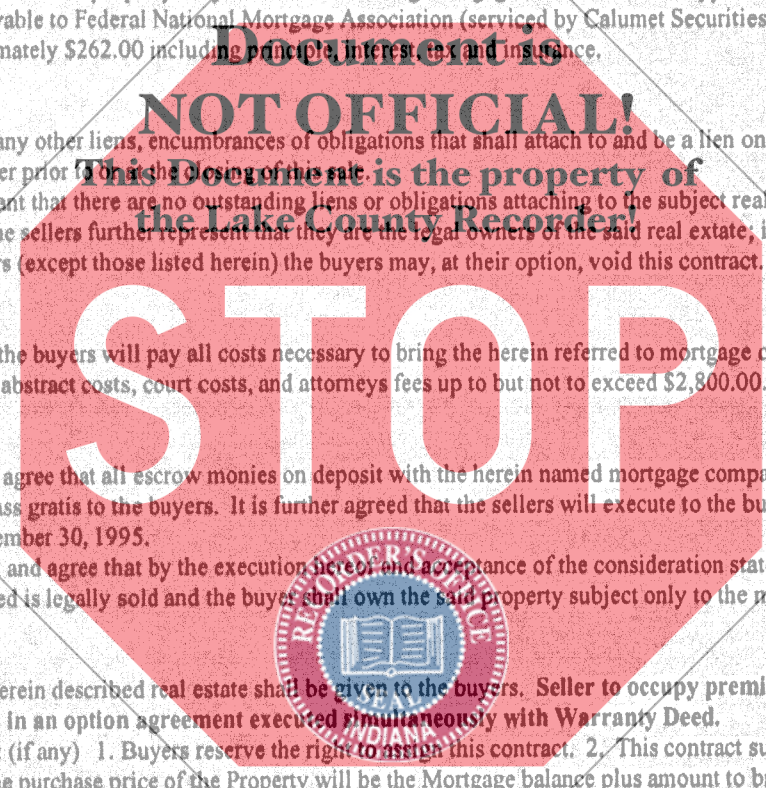 yable to Federal National Mortgage Association (serviced by Calumet Securities
mately $262.00 including principle, interest, tax and insurance.
Document is
NOT OFFICIAL!
This Document is the property of
the Lake County Recorder!
any other liens, encumbrances of obligations that shall attach to and be a lien on
er prior to or at the closing of this sale.
ant that there are no outstanding liens or obligations attaching to the subject real
he sellers further represent that they are the legal owners of the said real extate; i
rs (except those listed herein) the buyers may, at their option, void this contract.
STOP
the buyers will pay all costs necessary to bring the herein referred to mortgage c
abstract costs, court costs, and attorneys fees up to but not to exceed $2,800.00.
agree that all escrow monies on deposit with the herein named mortgage compa
ass gratis to the buyers. It is further agreed that the sellers will execute to the bu
ember 30, 1995.
and agree that by the execution hereof and acceptance of the consideration stat
ed is legally sold and the buyer shall own the said property subject only to the m
RECORDER'S OFFICE
SEAL
INDIANA
erein described real estate shall be given to the buyers. Seller to occupy premi
in an option agreement executed simultaneously with Warranty Deed.
(if any) 1. Buyers reserve the right to assign this contract. 2. This contract su
he purchase price of the Property will be the Mortgage balance plus amount to br